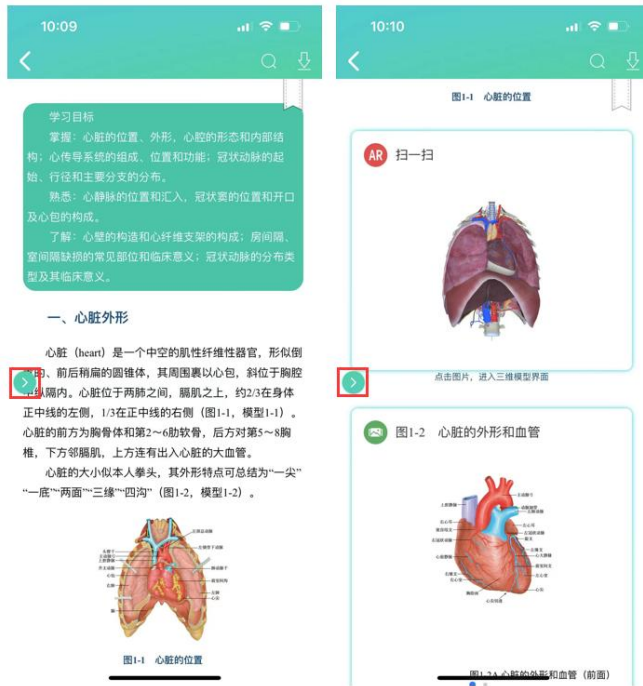 10:09
学习目标
掌握：心脏的位置、外形，心腔的形态和内部结
构；心传导系统的组成、位置和功能；冠状动脉的起
始、行径和主要分支的分布。
熟悉：心静脉的位置和汇入，冠状窦的位置和开口
及心包的构成。
了解：心壁的构造和心纤维支架的构成；房间隔、
室间隔缺损的常见部位和临床意义；冠状动脉的分布类
型及其临床意义。
一、心脏外形
心脏（heart）是一个中空的肌性纤维性器官，形似倒
的、前后稍扁的圆锥体，其周围裹以心包，斜位于胸腔
纵隔内。心脏位于两肺之间，膈肌之上，约2/3在身体
正中线的左侧，1/3在正中线的右侧（图1-1，模型1-1）。
心脏的前方为胸骨体和第2～6肋软骨，后方对第5～8胸
椎，下方邻膈肌，上方连有出入心脏的大血管。
心脏的大小似本人拳头，其外形特点可总结为“一尖”
“一底”“两面”“三缘”“四沟”（图1-2，模型1-2）。
图1-1 心脏的位置
10:10
图1-1 心脏的位置
AR 扫一扫
点击图片，进入三维模型界面
图1-2 心脏的外形和血管
图1-2A 心脏的外形和血管（前面）